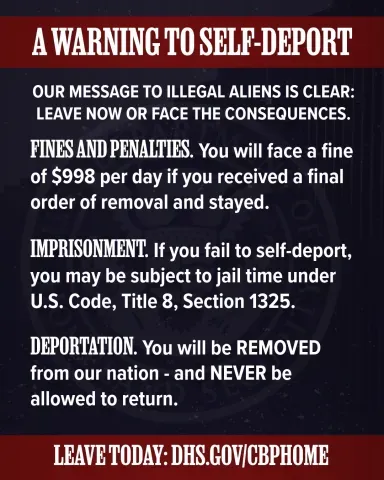 A WARNING TO SELF-DEPORT
OUR MESSAGE TO ILLEGAL ALIENS IS CLEAR:
LEAVE NOW OR FACE THE CONSEQUENCES.
FINES AND PENALTIES. You will face a fine
of $998 per day if you received a final
order of removal and stayed.
IMPRISONMENT. If you fail to self-deport,
you may be subject to jail time under
U.S. Code, Title 8, Section 1325.
DEPORTATION. You will be REMOVED
from our nation - and NEVER be
allowed to return.
LEAVE TODAY: DHS.GOV/CBPHOME